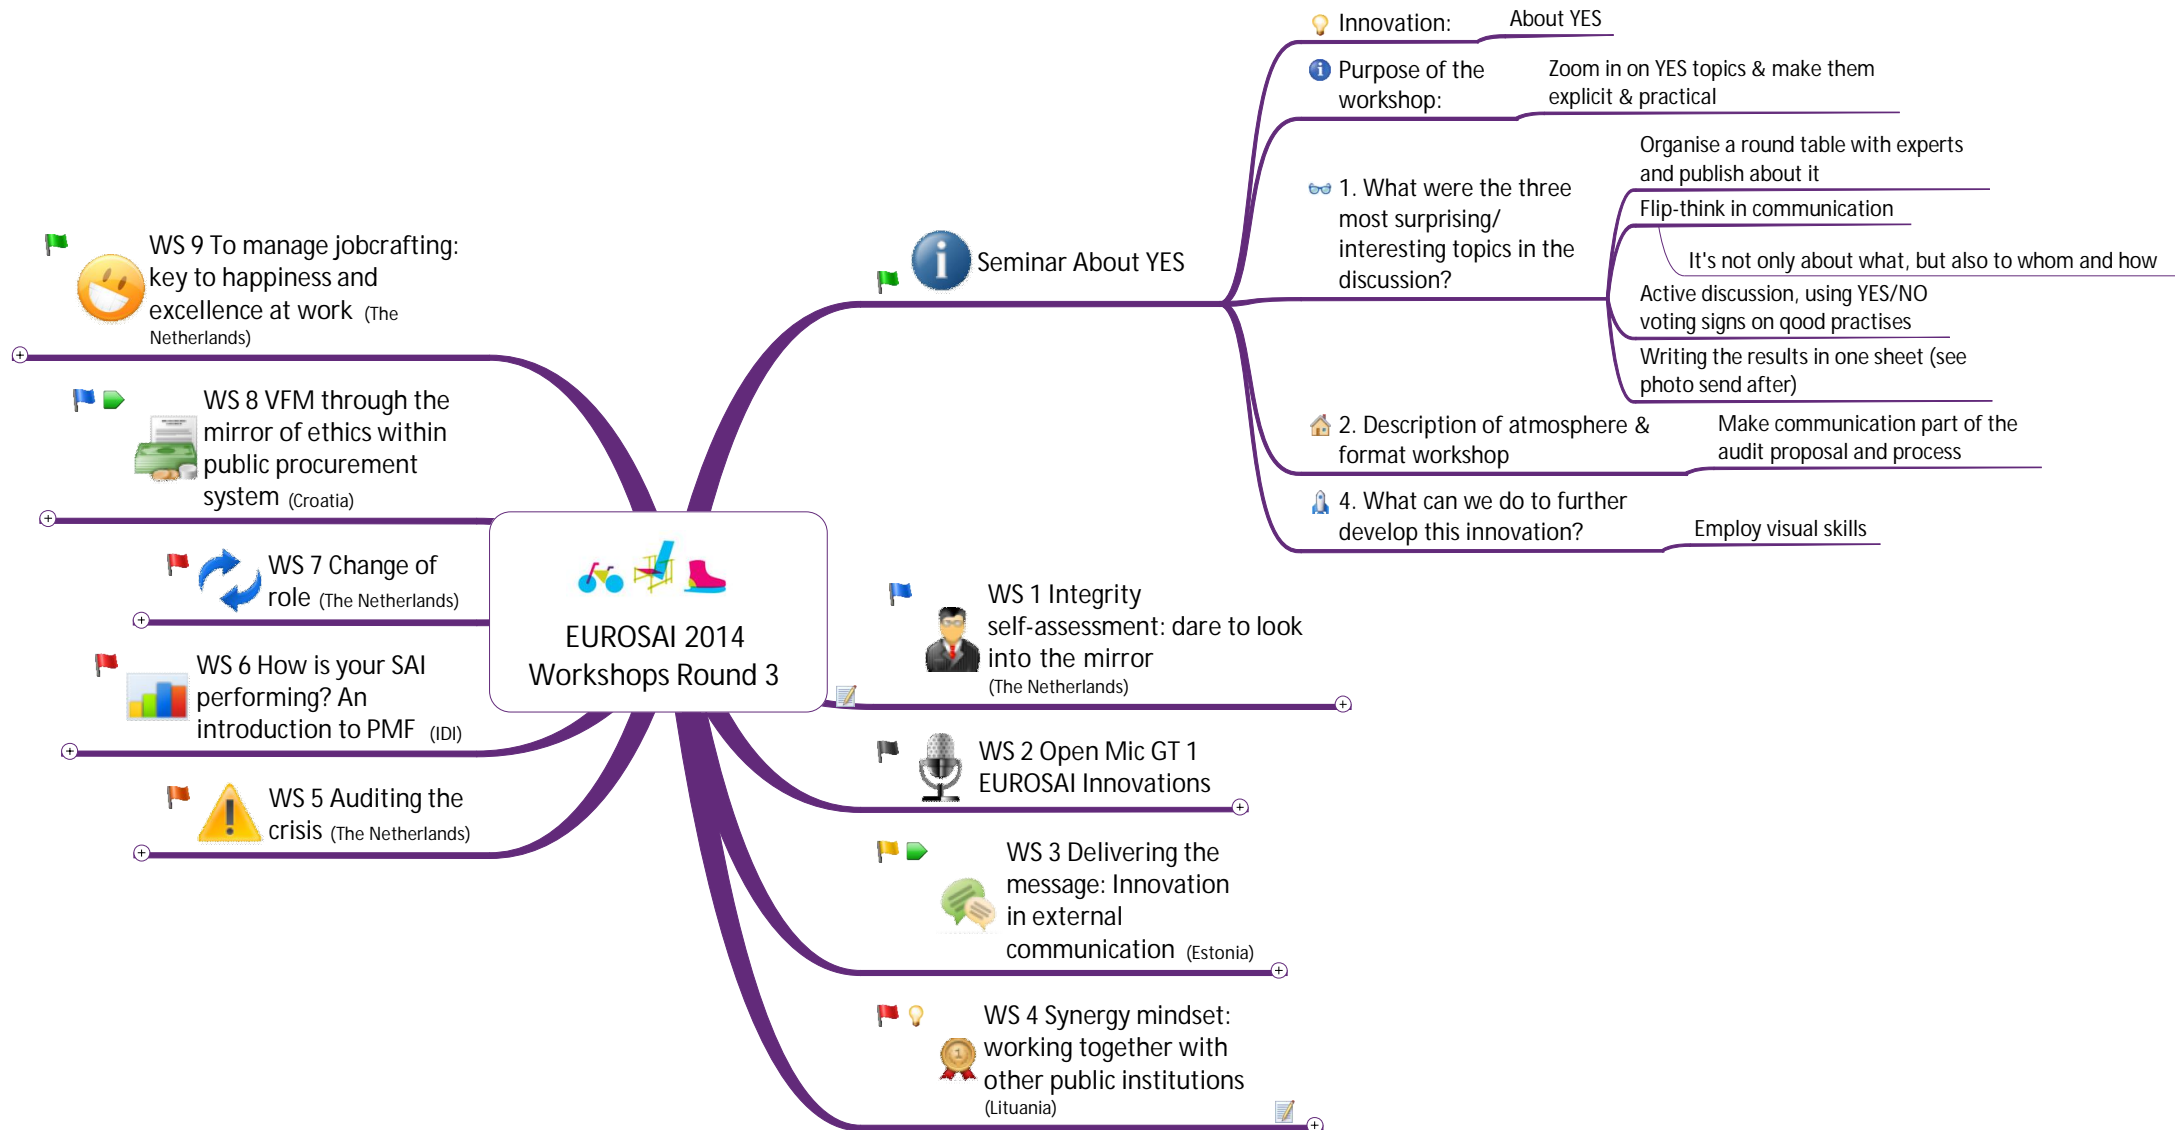 EUROSAI 2014
Workshops Round 3
Seminar About YES
Innovation:
About YES
Purpose of the
workshop:
Zoom in on YES topics & make them
explicit & practical
1. What were the three
most surprising/
interesting topics in the
discussion?
Organise a round table with experts
and publish about it
Flip-think in communication
It's not only about what, but also to whom and how
Active discussion, using YES/NO
voting signs on qood practises
Writing the results in one sheet (see
photo send after)
2. Description of atmosphere &
format workshop
Make communication part of the
audit proposal and process
4. What can we do to further
develop this innovation?
Employ visual skills
WS 1 Integrity
self-assessment: dare to look
into the mirror
(The Netherlands)
WS 2 Open Mic GT 1
EUROSAI Innovations
WS 3 Delivering the
message: Innovation
in external
communication (Estonia)
WS 4 Synergy mindset:
working together with
other public institutions
(Lituania)
WS 5 Auditing the
crisis (The Netherlands)
WS 6 How is your SAI
performing? An
introduction to PMF (IDI)
WS 7 Change of
role (The Netherlands)
WS 8 VFM through the
mirror of ethics within
public procurement
system (Croatia)
WS 9 To manage jobcrafting:
key to happiness and
excellence at work (The
Netherlands)